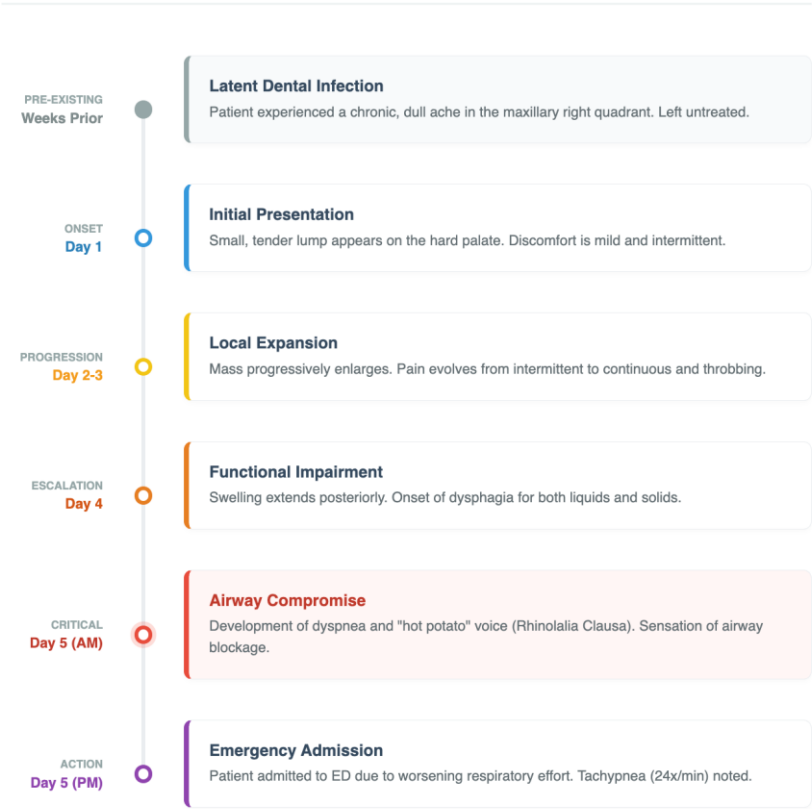 PRE-EXISTING
Weeks Prior
Latent Dental Infection
Patient experienced a chronic, dull ache in the maxillary right quadrant. Left untreated.
ONSET
Day 1
Initial Presentation
Small, tender lump appears on the hard palate. Discomfort is mild and intermittent.
PROGRESSION
Day 2-3
Local Expansion
Mass progressively enlarges. Pain evolves from intermittent to continuous and throbbing.
ESCALATION
Day 4
Functional Impairment
Swelling extends posteriorly. Onset of dysphagia for both liquids and solids.
CRITICAL
Day 5 (AM)
Airway Compromise
Development of dyspnea and "hot potato" voice (Rhinolalia Clausa). Sensation of airway
blockage.
ACTION
Day 5 (PM)
Emergency Admission
Patient admitted to ED due to worsening respiratory effort. Tachypnea (24x/min) noted.